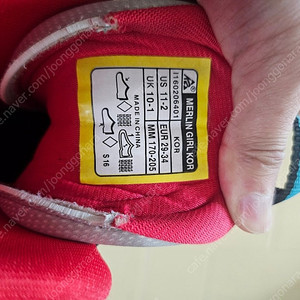 MERLIN GIRL KOR
J160206401 KOR
US 11-2 EUR 29-34
UK 10-1 MM 170-205
MADE IN CHINA
S16